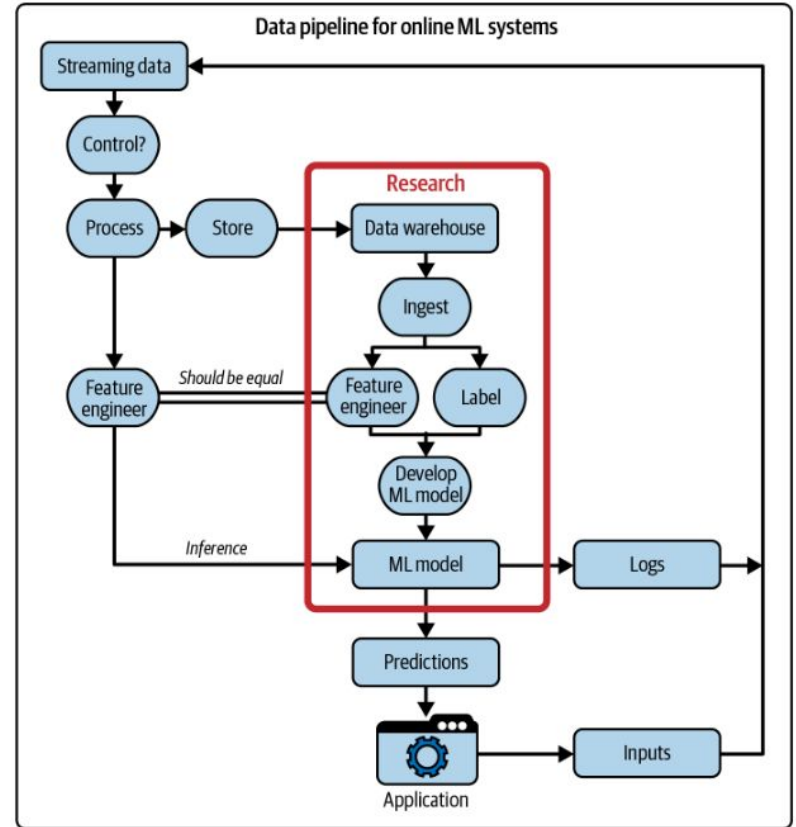 Data pipeline for online ML systems
Streaming data
Control?
Research
Process
Store
Data warehouse
Ingest
Feature
engineer
Should be equal
Feature
engineer
Label
Develop
ML model
Inference
ML model
Logs
Predictions
Inputs
Application